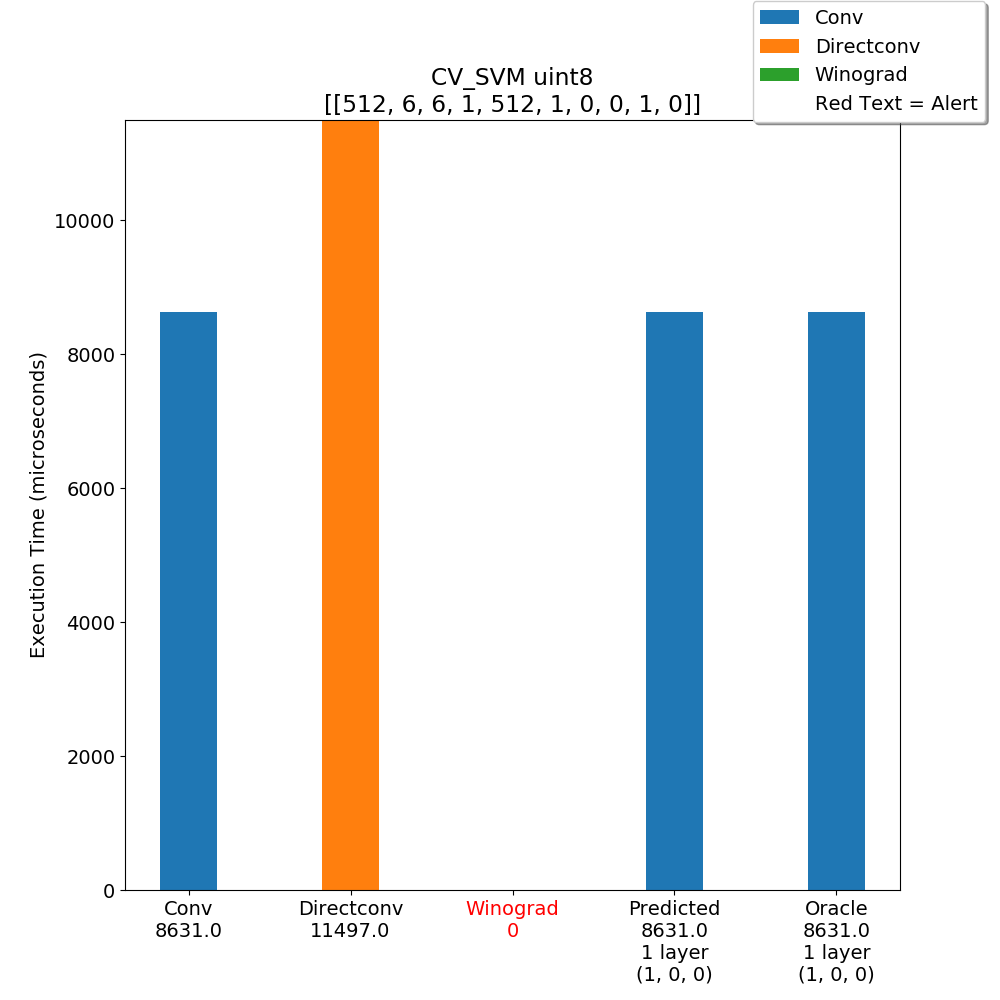 Conv
Directconv
Winograd
Red Text = Alert
CV_SVM uint8
[[512, 6, 6, 1, 512, 1, 0, 0, 1, 0]]
Execution Time (microseconds)
10000
8000
6000
4000
2000
0
Conv
8631.0
Directconv
11497.0
Winograd
0
Predicted
8631.0
1 layer
(1, 0, 0)
Oracle
8631.0
1 layer
(1, 0, 0)